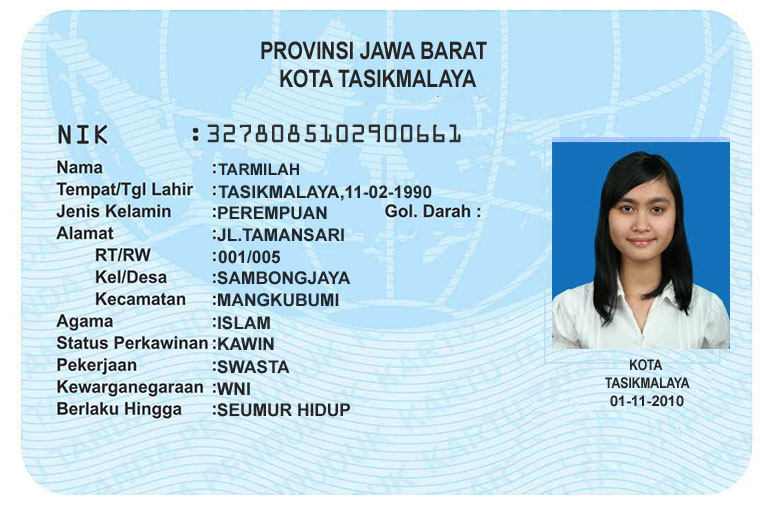 PROVINSI JAWA BARAT
KOTA TASIKMALAYA
NIK :3278085102900661
Nama :TARMILAH
Tempat/Tgl Lahir :TASIKMALAYA,11-02-1990
Jenis Kelamin :PEREMPUAN Gol. Darah :
Alamat :JL.TAMANSARI
RT/RW :001/005
Kel/Desa :SAMBONGJAYA
Kecamatan :MANGKUBUMI
Agama :ISLAM
Status Perkawinan :KAWIN
Pekerjaan :SWASTA
Kewarganegaraan :WNI
Berlaku Hingga :SEUMUR HIDUP
KOTA
TASIKMALAYA
01-11-2010